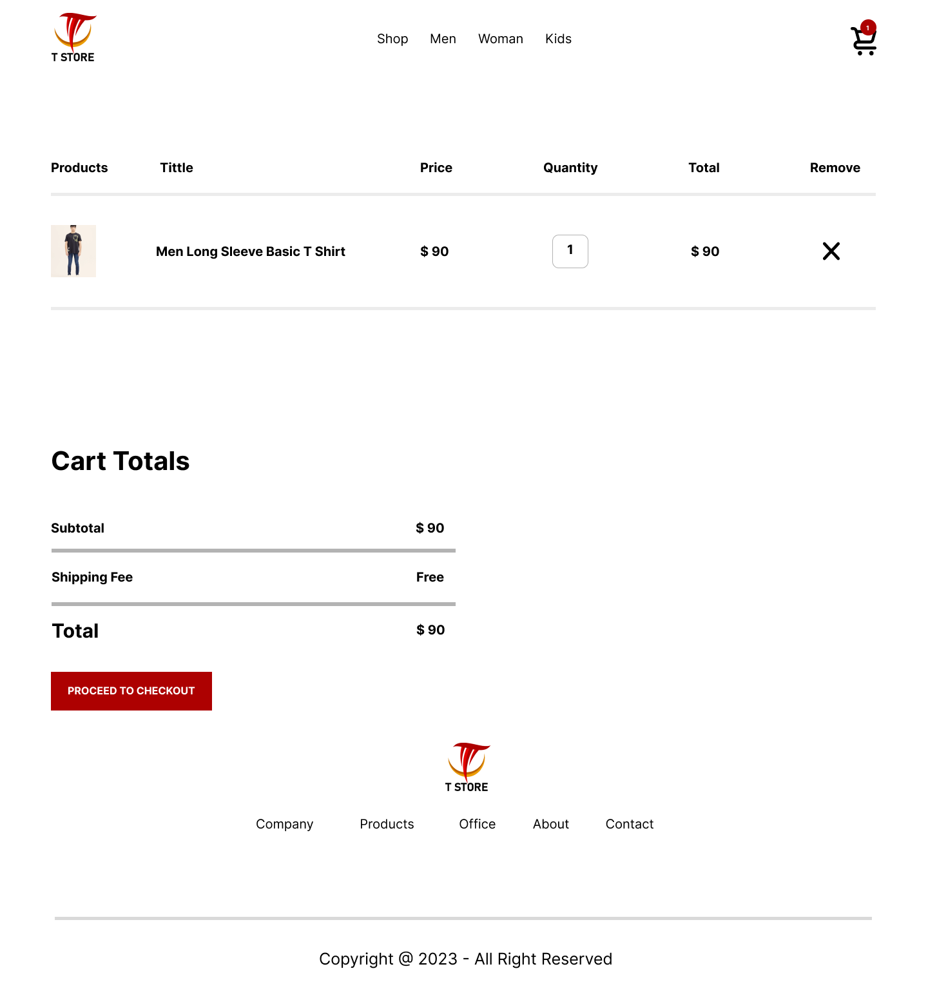 T STORE
Shop Men Woman Kids
1
Products Tittle Price Quantity Total Remove
Men Long Sleeve Basic T Shirt $ 90 1 $ 90
Cart Totals
Subtotal $ 90
Shipping Fee Free
Total $ 90
PROCEED TO CHECKOUT
T STORE
Company Products Office About Contact
Copyright @ 2023 - All Right Reserved